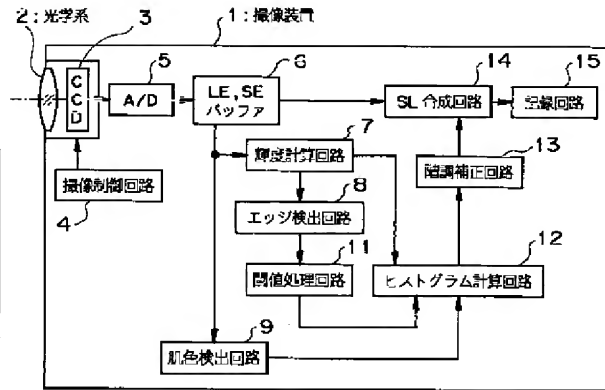 2:光学系
3
1:撮像装置
CCD
5
A/D
6
LE,SE
バッファ
14
SL 合成回路
15
記録回路
7
輝度計算回路
13
階調補正回路
撮像制御回路
4
8
エッジ検出回路
11
閾値処理回路
12
ヒストグラム計算回路
9
肌色検出回路